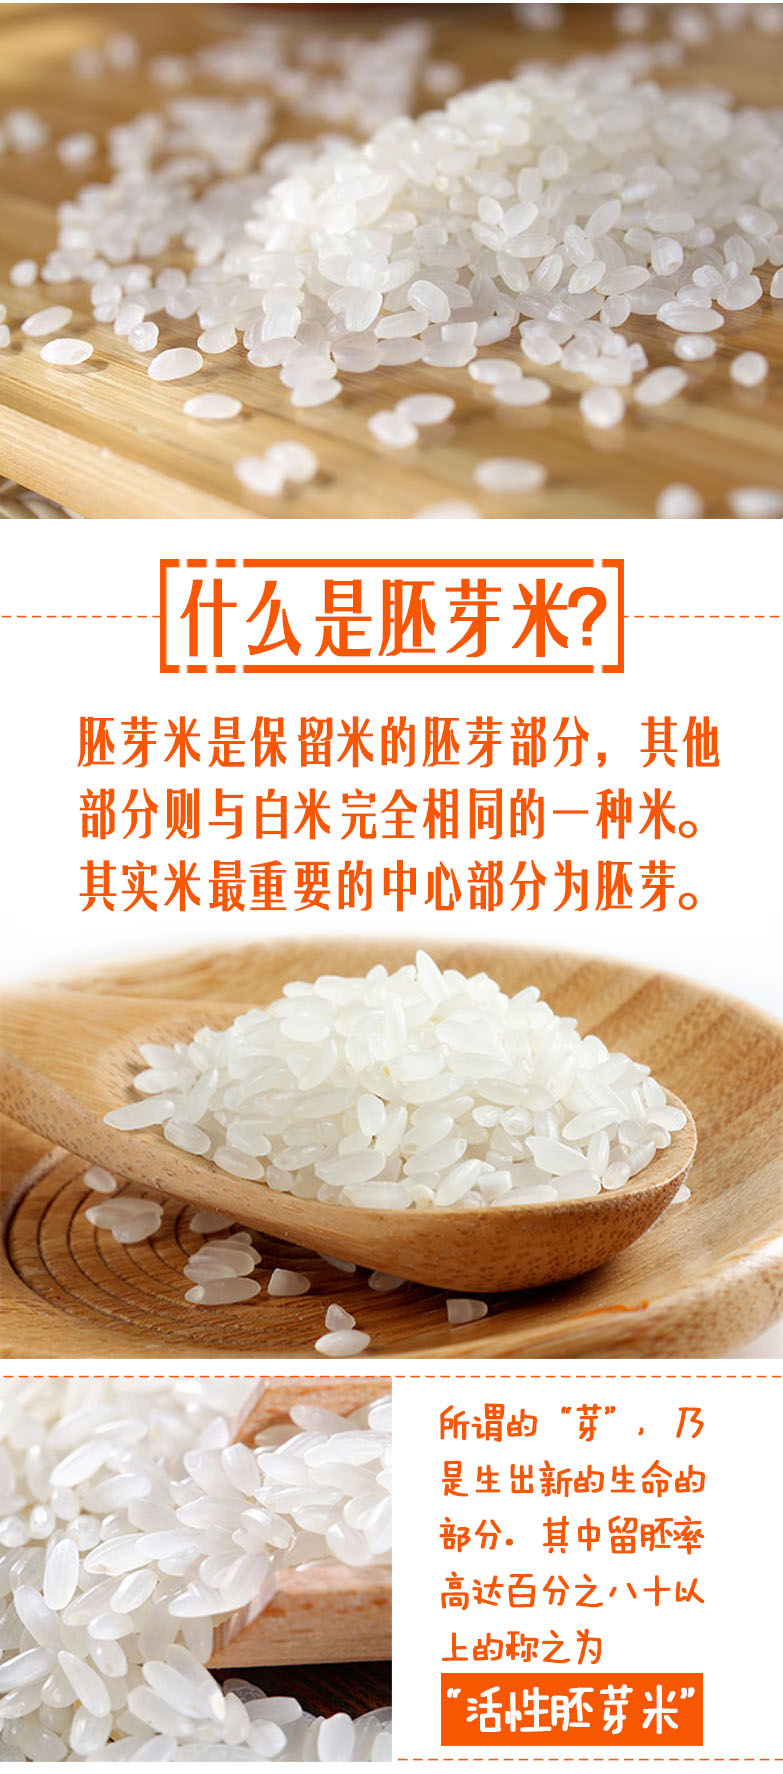 什么是胚芽米?
胚芽米是保留米的胚芽部分，其他
部分则与白米完全相同的一种米。
其实米最重要的中心部分为胚芽。
所谓的“芽”，乃
是生出新的生命的
部分．其中留胚率
高达百分之八十以
上的称之为
“活性胚芽米”